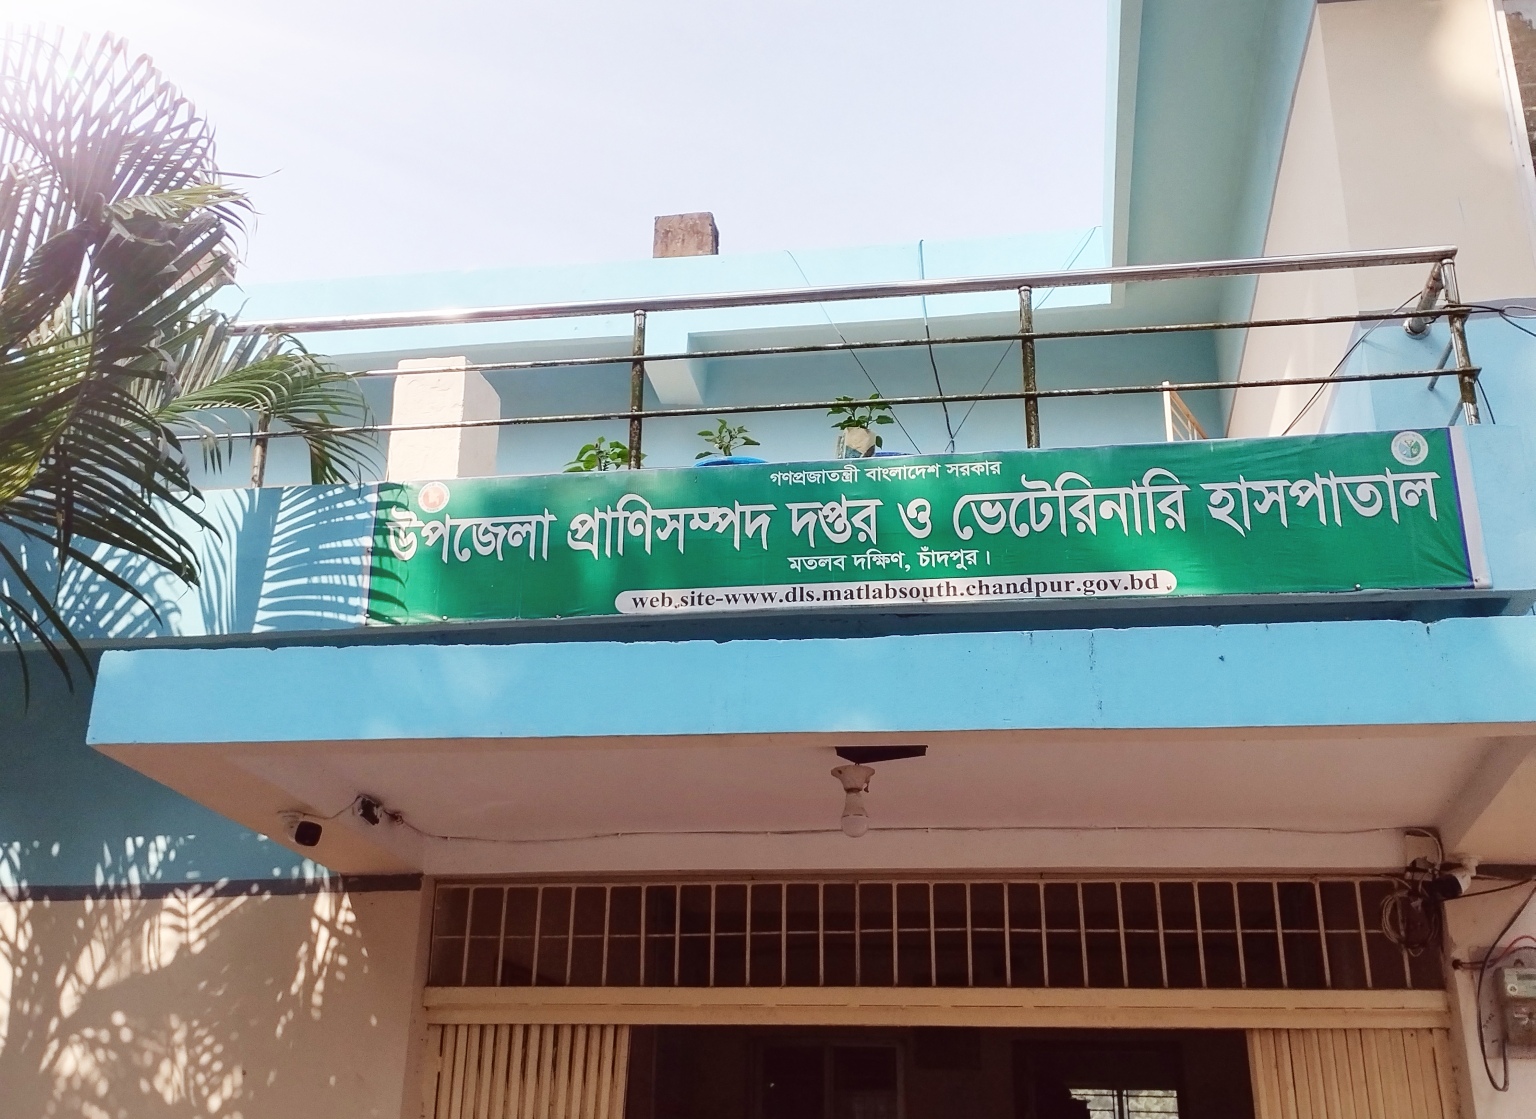 গণপ্রজাতন্ত্রী বাংলাদেশ সরকার
উপজেলা প্রাণিসম্পদ দপ্তর ও ভেটেরিনারি হাসপাতাল
মতলব দক্ষিণ, চাঁদপুর।
web.site-www.dls.matlabsouth.chandpur.gov.bd